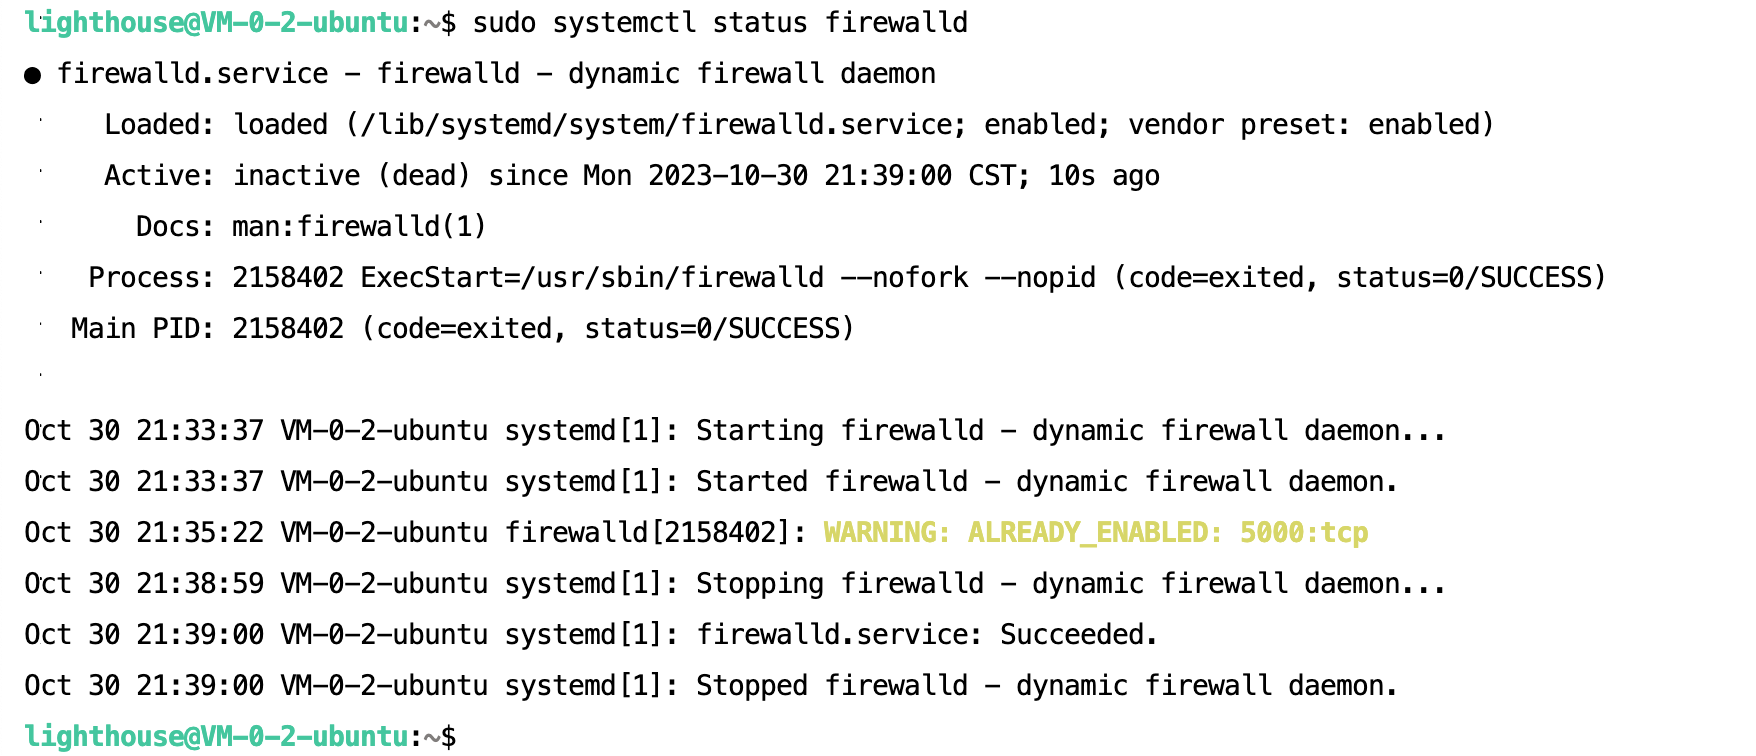 lighthouse@VM-0-2-ubuntu:~$ sudo systemctl status firewalld
● firewalld.service - firewalld - dynamic firewall daemon
Loaded: loaded (/lib/systemd/system/firewalld.service; enabled; vendor preset: enabled)
Active: inactive (dead) since Mon 2023-10-30 21:39:00 CST; 10s ago
Docs: man:firewalld(1)
Process: 2158402 ExecStart=/usr/sbin/firewalld --nofork --nopid (code=exited, status=0/SUCCESS)
Main PID: 2158402 (code=exited, status=0/SUCCESS)
Oct 30 21:33:37 VM-0-2-ubuntu systemd[1]: Starting firewalld - dynamic firewall daemon...
Oct 30 21:33:37 VM-0-2-ubuntu systemd[1]: Started firewalld - dynamic firewall daemon.
Oct 30 21:35:22 VM-0-2-ubuntu firewalld[2158402]: WARNING: ALREADY_ENABLED: 5000:tcp
Oct 30 21:38:59 VM-0-2-ubuntu systemd[1]: Stopping firewalld - dynamic firewall daemon...
Oct 30 21:39:00 VM-0-2-ubuntu systemd[1]: firewalld.service: Succeeded.
Oct 30 21:39:00 VM-0-2-ubuntu systemd[1]: Stopped firewalld - dynamic firewall daemon.
lighthouse@VM-0-2-ubuntu:~$